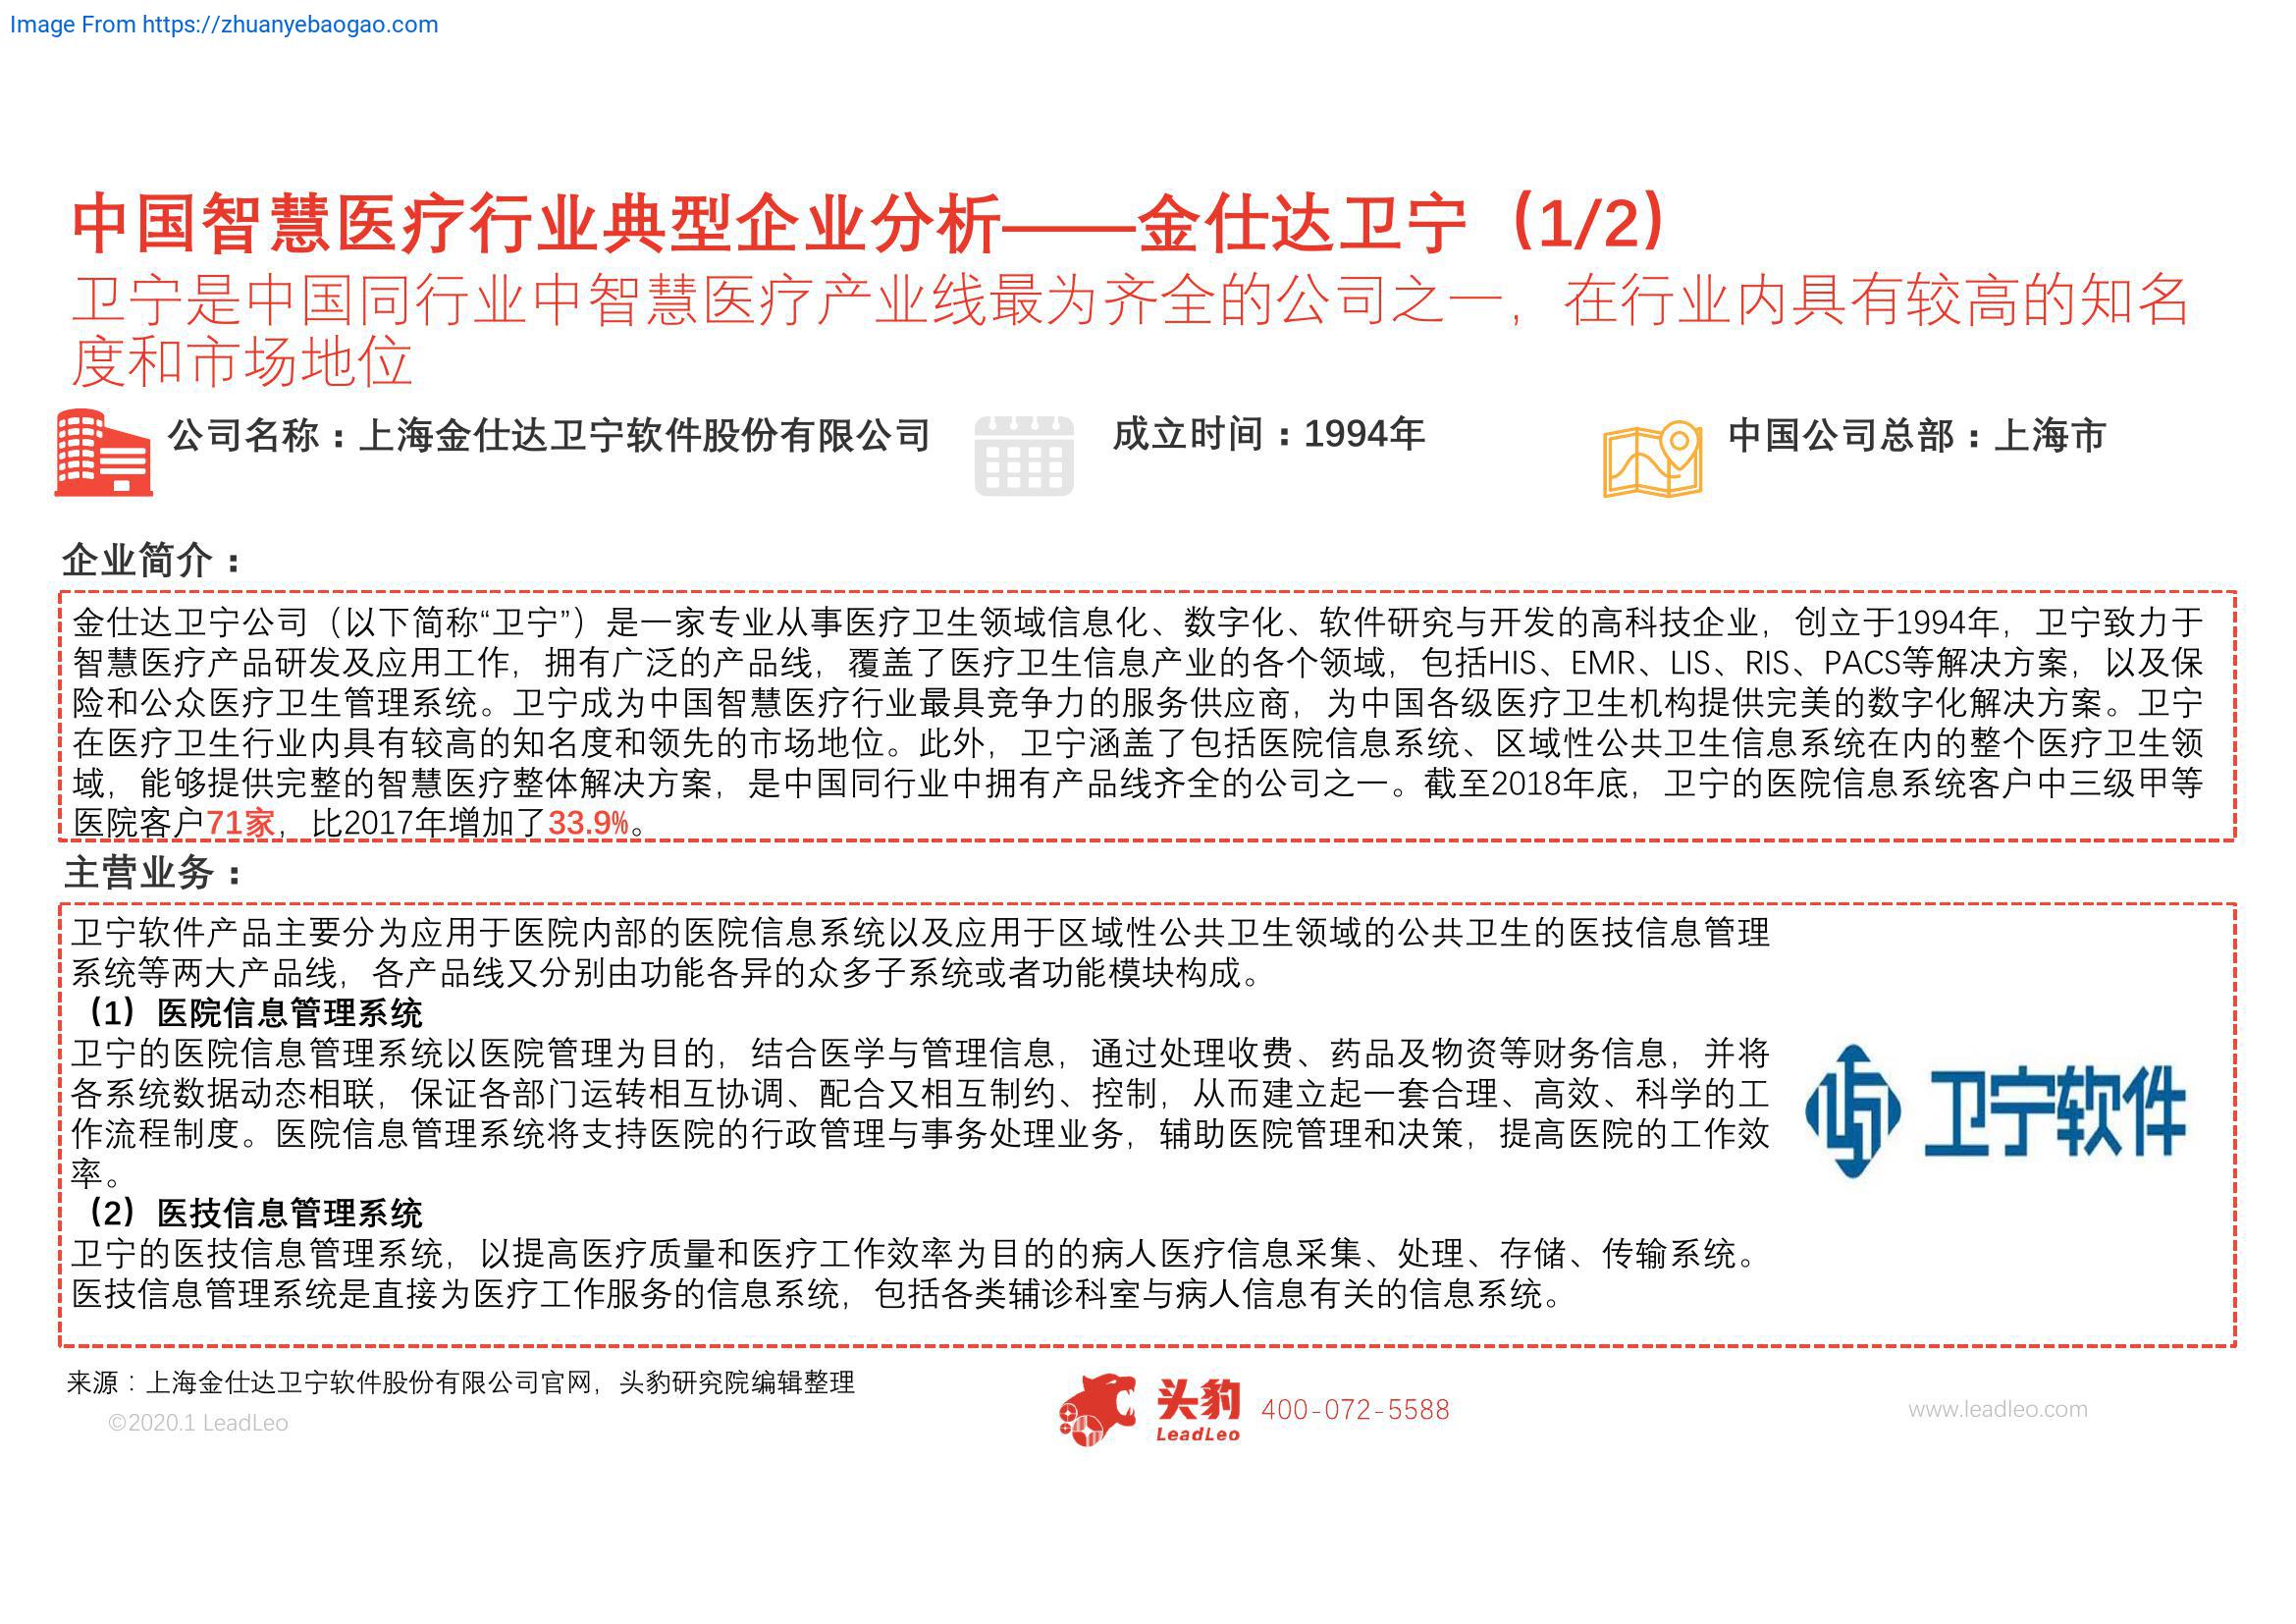 Image From https://zhuanyebaogao.com
中国智慧医疗行业典型企业分析——金仕达卫宁（1/2）
卫宁是中国同行业中智慧医疗产业线最为齐全的公司之一，在行业内具有较高的知名
度和市场地位
公司名称：上海金仕达卫宁软件股份有限公司
成立时间：1994年
中国公司总部：上海市
企业简介：
金仕达卫宁公司（以下简称“卫宁”）是一家专业从事医疗卫生领域信息化、数字化、软件研究与开发的高科技企业，创立于1994年，卫宁致力于
智慧医疗产品研发及应用工作，拥有广泛的产品线，覆盖了医疗卫生信息产业的各个领域，包括HIS、EMR、LIS、RIS、PACS等解决方案，以及保
险和公众医疗卫生管理系统。卫宁成为中国智慧医疗行业最具竞争力的服务供应商，为中国各级医疗卫生机构提供完美的数字化解决方案。卫宁
在医疗卫生行业内具有较高的知名度和领先的市场地位。此外，卫宁涵盖了包括医院信息系统、区域性公共卫生信息系统在内的整个医疗卫生领
域，能够提供完整的智慧医疗整体解决方案，是中国同行业中拥有产品线齐全的公司之一。截至2018年底，卫宁的医院信息系统客户中三级甲等
医院客户71家，比2017年增加了33.9%。
主营业务：
卫宁软件产品主要分为应用于医院内部的医院信息系统以及应用于区域性公共卫生领域的公共卫生的医技信息管理
系统等两大产品线，各产品线又分别由功能各异的众多子系统或者功能模块构成。
（1）医院信息管理系统
卫宁的医院信息管理系统以医院管理为目的，结合医学与管理信息，通过处理收费、药品及物资等财务信息，并将
各系统数据动态相联，保证各部门运转相互协调、配合又相互制约、控制，从而建立起一套合理、高效、科学的工
作流程制度。医院信息管理系统将支持医院的行政管理与事务处理业务，辅助医院管理和决策，提高医院的工作效
率。
（2）医技信息管理系统
卫宁的医技信息管理系统，以提高医疗质量和医疗工作效率为目的的病人医疗信息采集、处理、存储、传输系统。
医技信息管理系统是直接为医疗工作服务的信息系统，包括各类辅诊科室与病人信息有关的信息系统。
卫宁软件
来源：上海金仕达卫宁软件股份有限公司官网，头豹研究院编辑整理
©2020.1 LeadLeo
头豹
LeadLeo
400-072-5588
www.leadleo.com